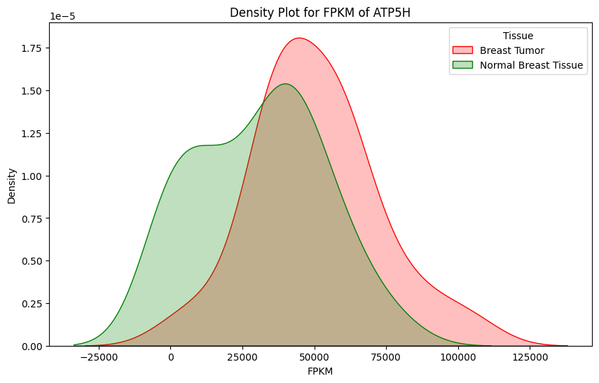 Density Plot for FPKM of ATP5H
1e−5
Tissue
Breast Tumor
Normal Breast Tissue
1.75
1.50
1.25
1.00
0.75
0.50
0.25
0.00
Density
−25000 0 25000 50000 75000 100000 125000
FPKM